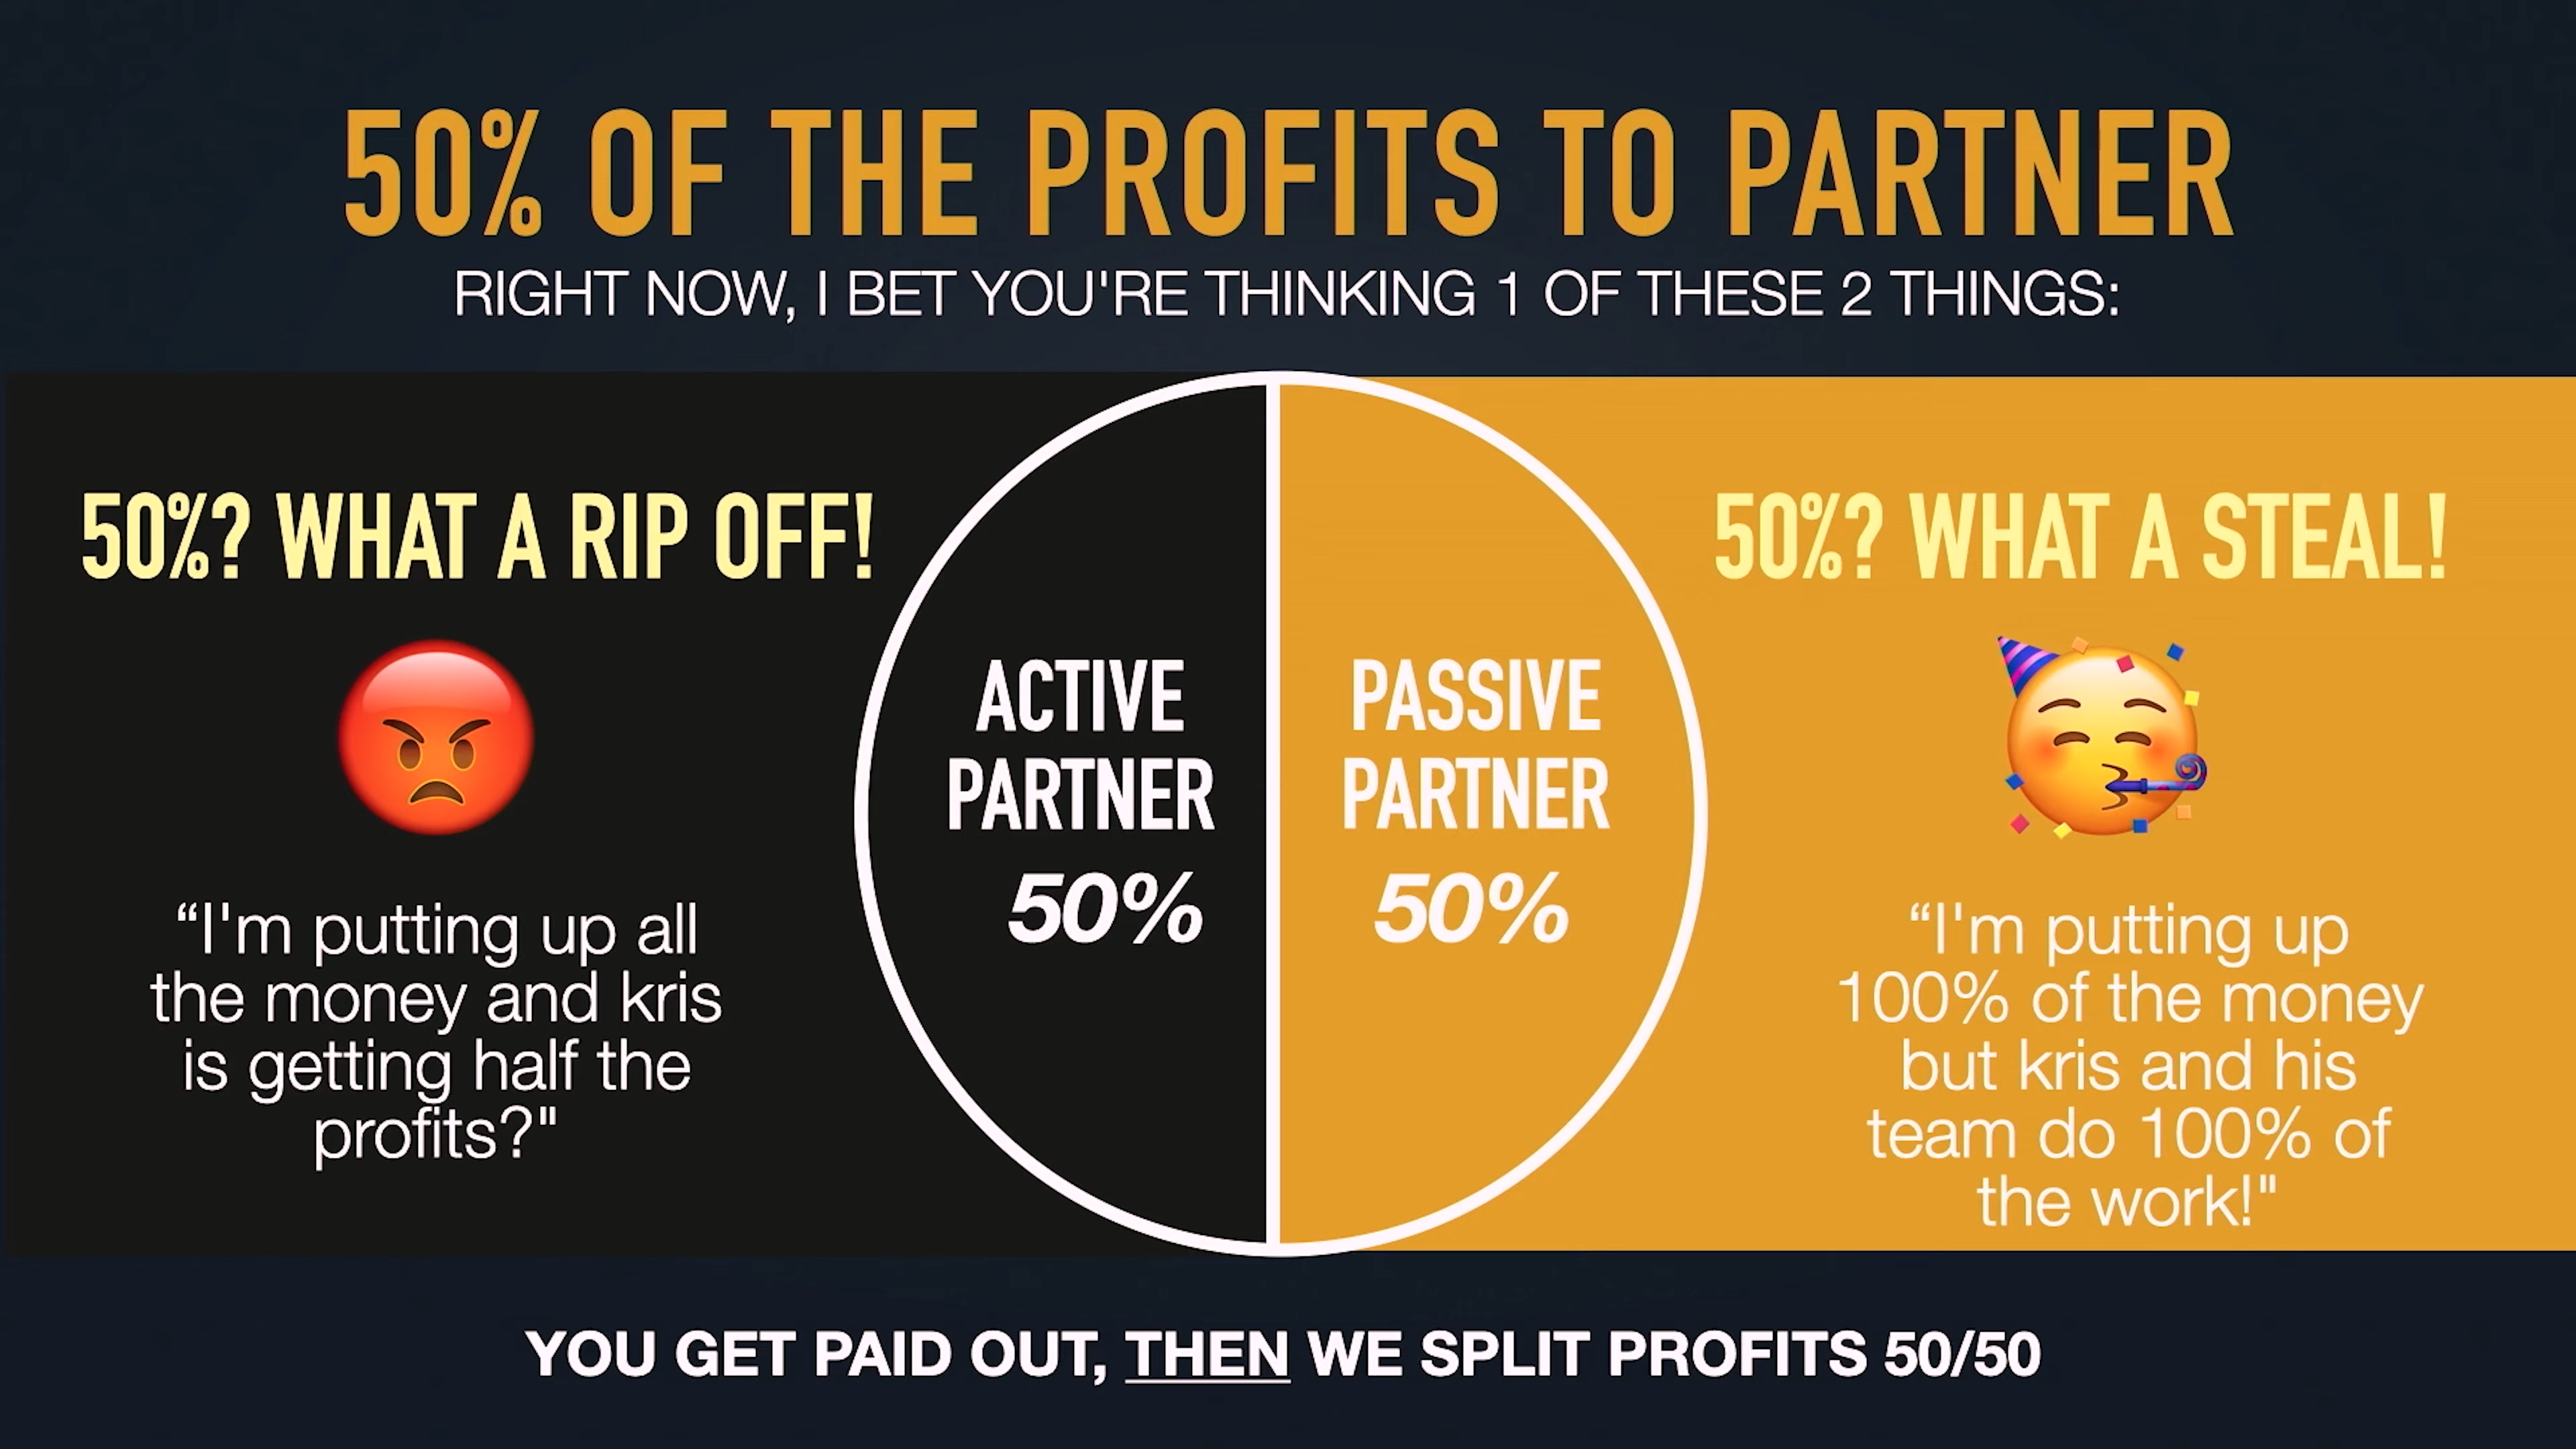 50% OF THE PROFITS TO PARTNER
RIGHT NOW, I BET YOU'RE THINKING 1 OF THESE 2 THINGS:
50%? WHAT A RIP OFF!
“I'm putting up all
the money and kris
is getting half the
profits?"
ACTIVE
PARTNER
50%
PASSIVE
PARTNER
50%
50%? WHAT A STEAL!
“I'm putting up
100% of the money
but kris and his
team do 100% of
the work!"
YOU GET PAID OUT, THEN WE SPLIT PROFITS 50/50